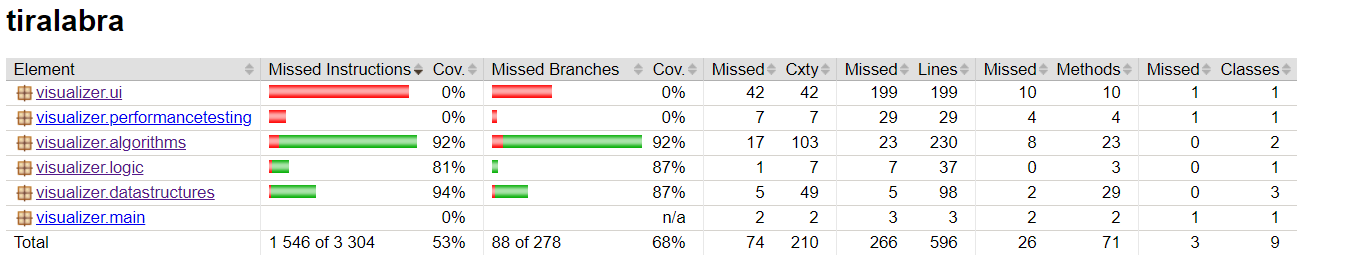 tiralabra
Element Missed Instructions Cov. Missed Branches Cov. Missed Cxty Missed Lines Missed Methods Missed Classes
visualizer.ui 0% 0% 42 42 199 199 10 10 1 1
visualizer.performancetesting 0% 0% 7 7 29 29 4 4 1 1
visualizer.algorithms 92% 92% 17 103 23 230 8 23 0 2
visualizer.logic 81% 87% 1 7 7 37 0 3 0 1
visualizer.datastructures 94% 87% 5 49 5 98 2 29 0 3
visualizer.main 0% n/a 2 2 3 3 2 2 1 1
Total 1 546 of 3 304 53% 88 of 278 68% 74 210 266 596 26 71 3 9